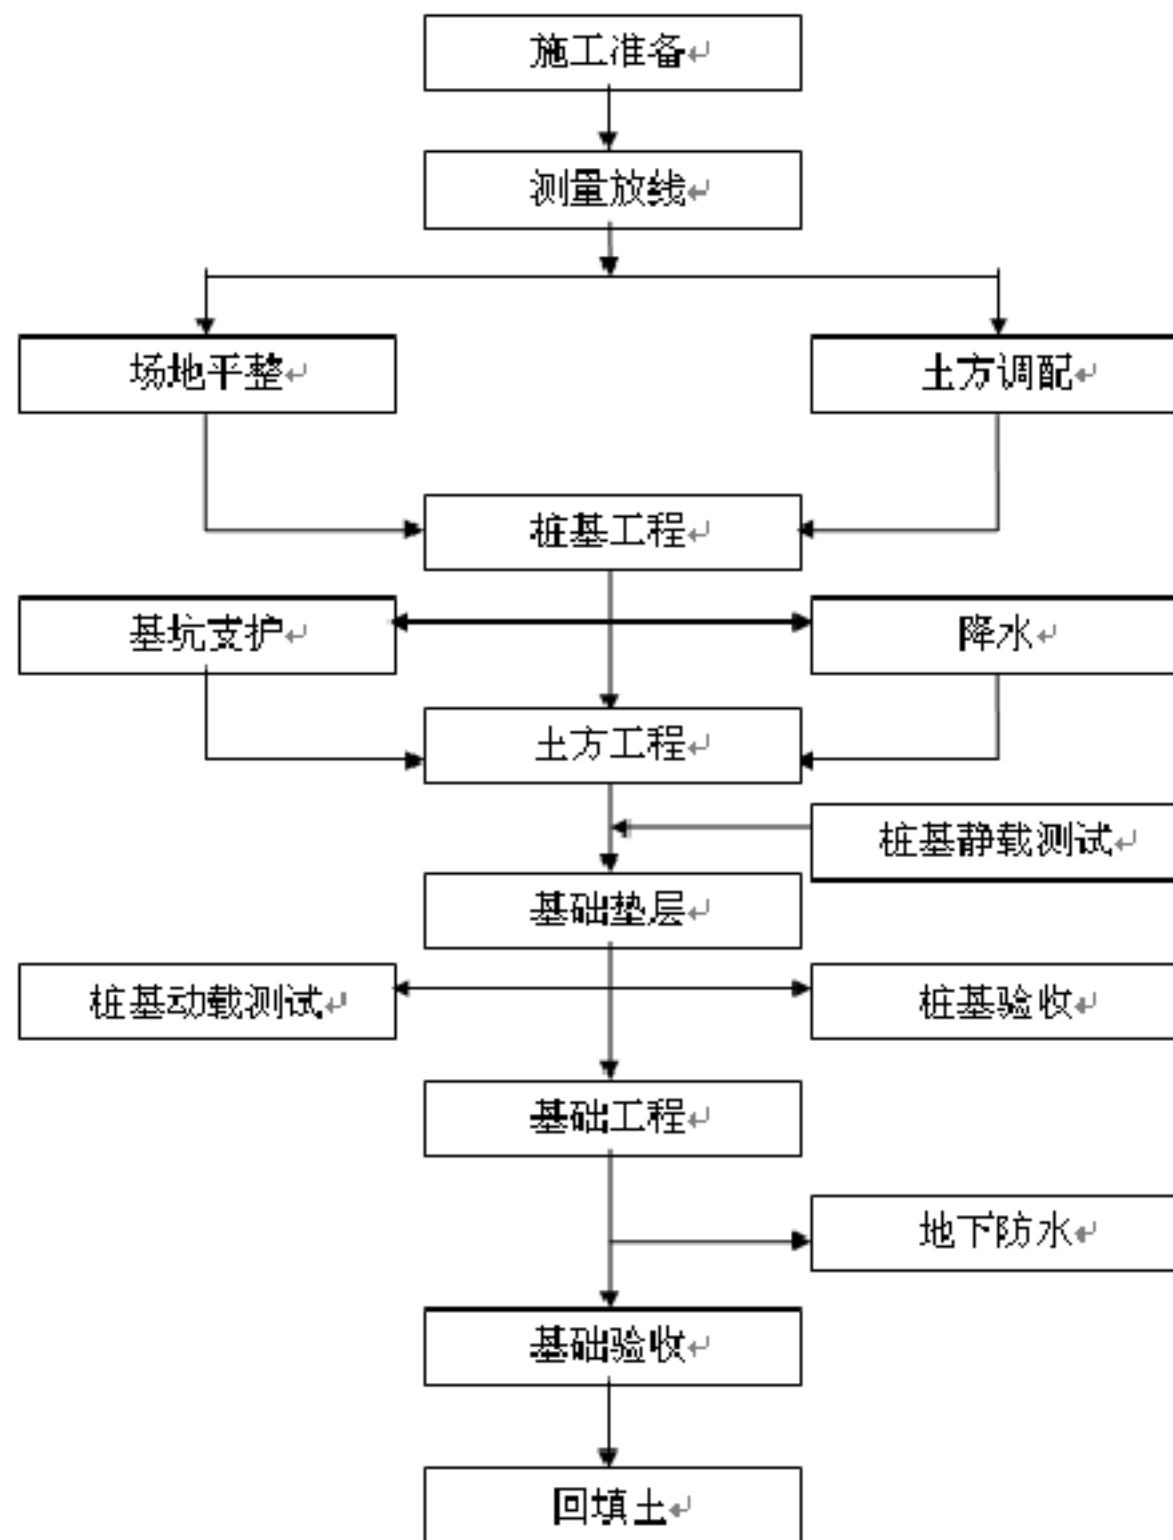 施工准备
测量放线
场地平整
土方调配
桩基工程
基坑支护
降水
土方工程
桩基静载测试
基础垫层
桩基动载测试
桩基验收
基础工程
地下防水
基础验收
回填土